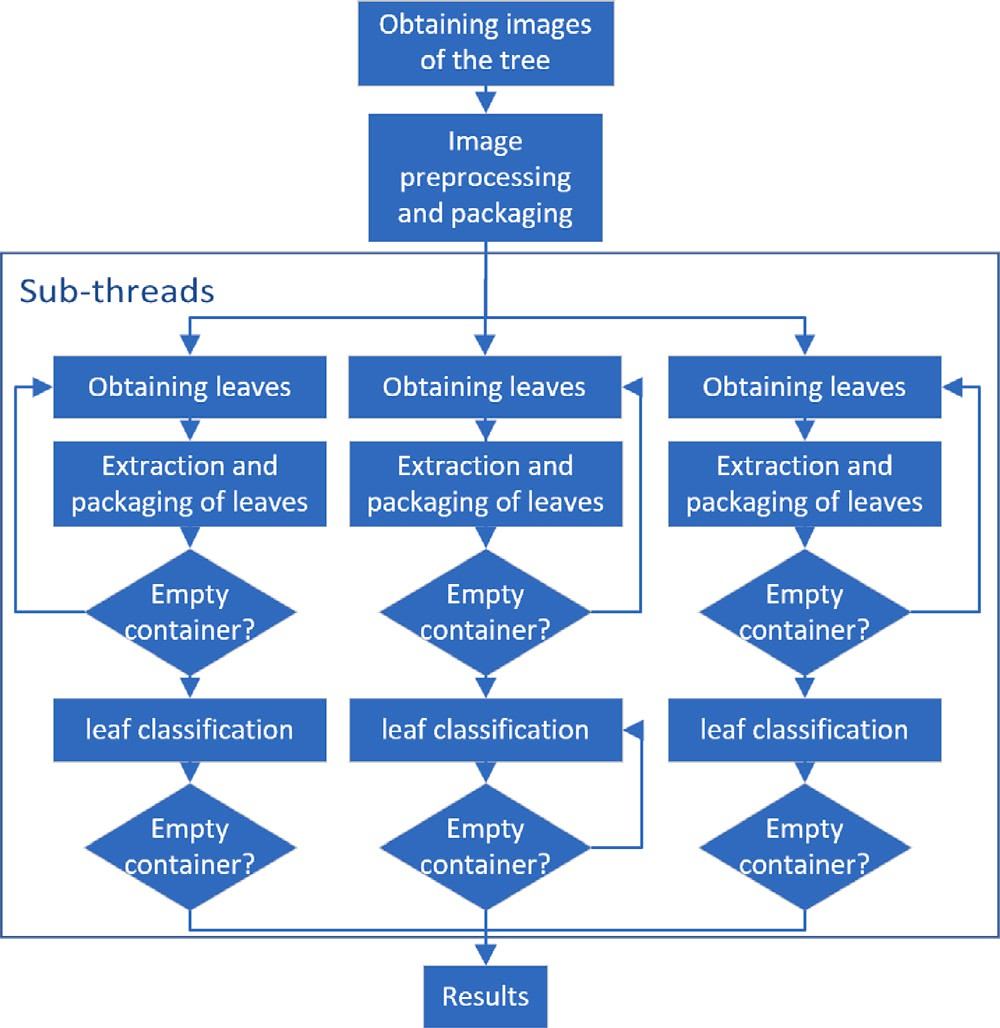 Obtaining images
of the tree
Image
preprocessing
and packaging
Sub-threads
Obtaining leaves
Obtaining leaves
Obtaining leaves
Extraction and
packaging of leaves
Extraction and
packaging of leaves
Extraction and
packaging of leaves
Empty
container?
Empty
container?
Empty
container?
leaf classification
leaf classification
leaf classification
Empty
container?
Empty
container?
Empty
container?
Results